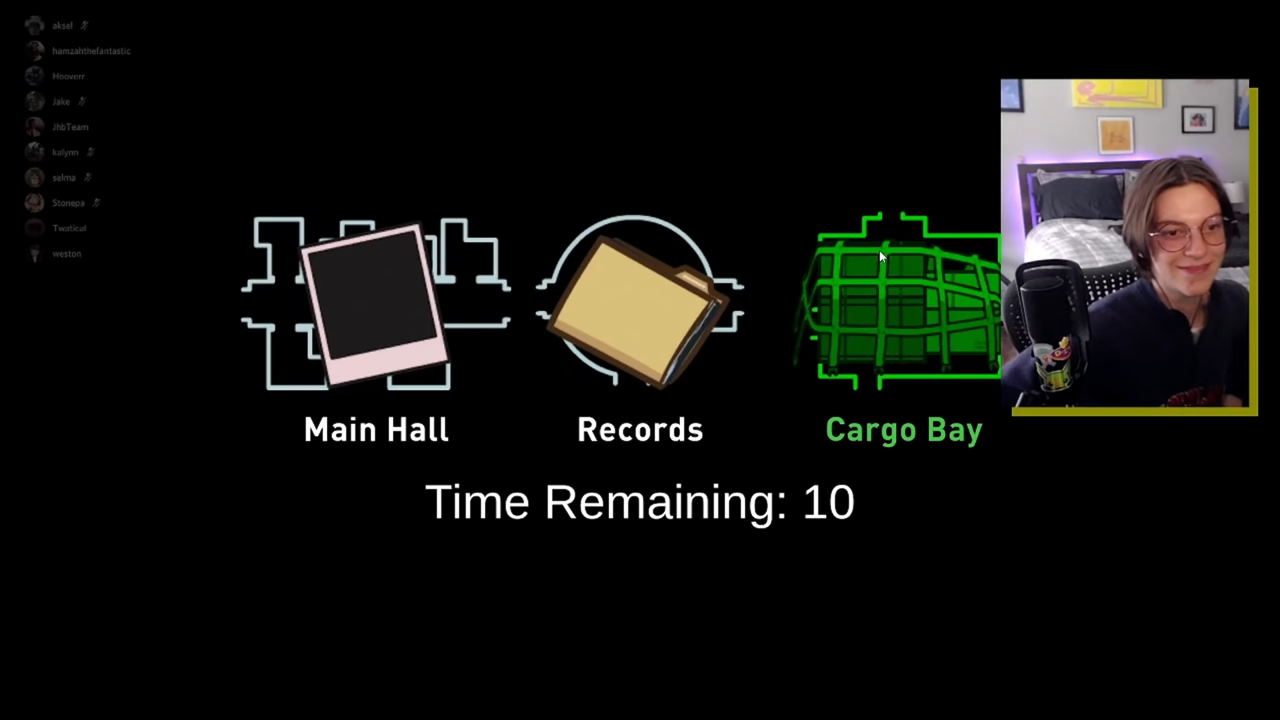 aksel
hamzahthefantastic
Hooverr
Jake
JhbTeam
kalynn
selma
Stonepa
Twatical
weston
Main Hall
Records
Cargo Bay
Time Remaining: 10